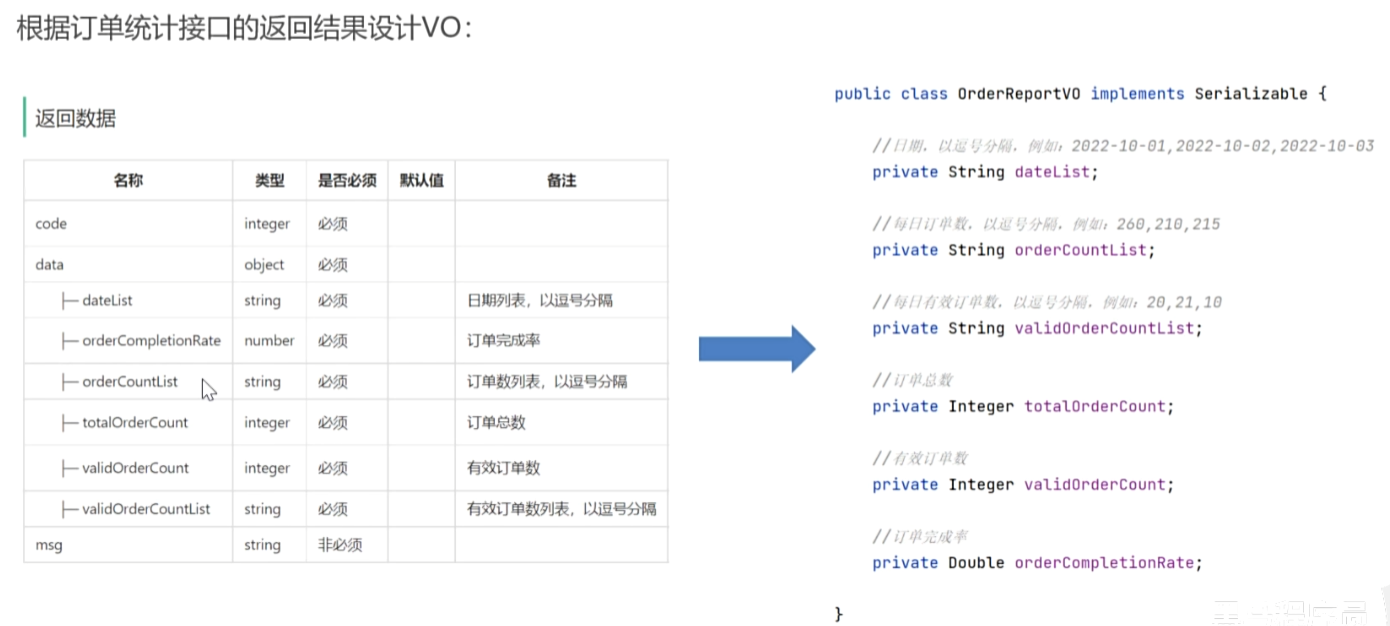 根据订单统计接口的返回结果设计VO：
返回数据
名称 类型 是否必须 默认值 备注
code integer 必须
data object 必须
├─ dateList string 必须 日期列表，以逗号分隔
├─ orderCompletionRate number 必须 订单完成率
├─ orderCountList string 必须 订单数列表，以逗号分隔
├─ totalOrderCount integer 必须 订单总数
├─ validOrderCount integer 必须 有效订单数
├─ validOrderCountList string 必须 有效订单数列表，以逗号分隔
msg string 非必须
public class OrderReportVO implements Serializable {
//日期，以逗号分隔，例如：2022-10-01,2022-10-02,2022-10-03
private String dateList;
//每日订单数，以逗号分隔，例如：260,210,215
private String orderCountList;
//每日有效订单数，以逗号分隔，例如：20,21,10
private String validOrderCountList;
//订单总数
private Integer totalOrderCount;
//有效订单数
private Integer validOrderCount;
//订单完成率
private Double orderCompletionRate;
}